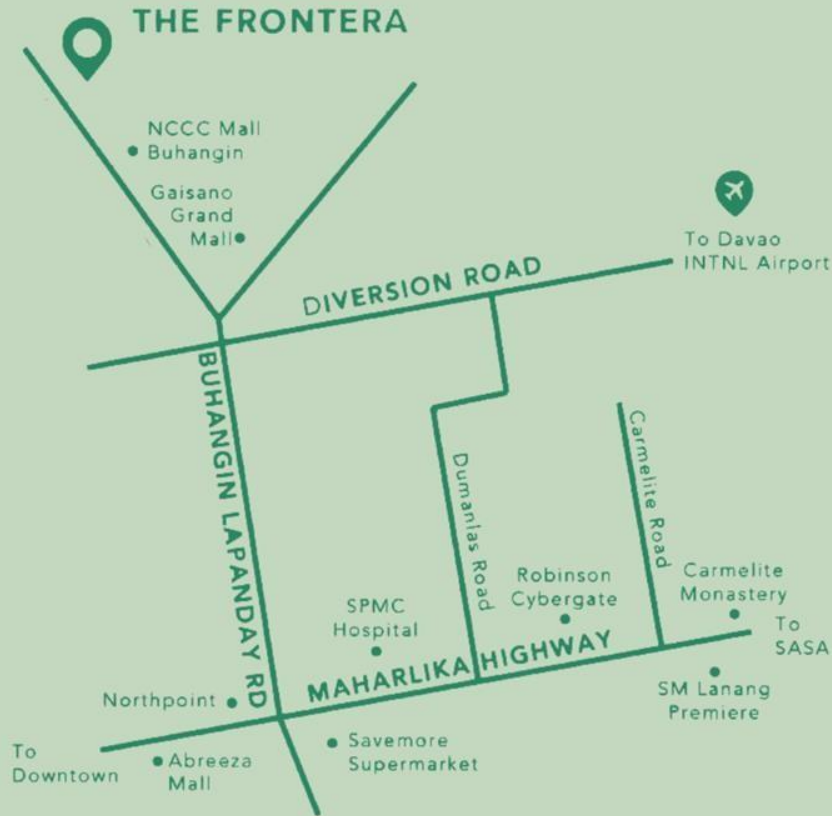 THE FRONTERA
NCCC Mall
Buhangin
Gaisano
Grand
Mall
To Davao
INTNL Airport
DIVERSION ROAD
BUHANGIN LAPANDAY RD
Dumanlas Road
Carmelite Road
Robinson
Cybergate
Carmelite
Monastery
SPMC
Hospital
To
SASA
MAHARLIKA HIGHWAY
SM Lanang
Premiere
Northpoint
To
Downtown
Abreeza
Mall
Savemore
Supermarket